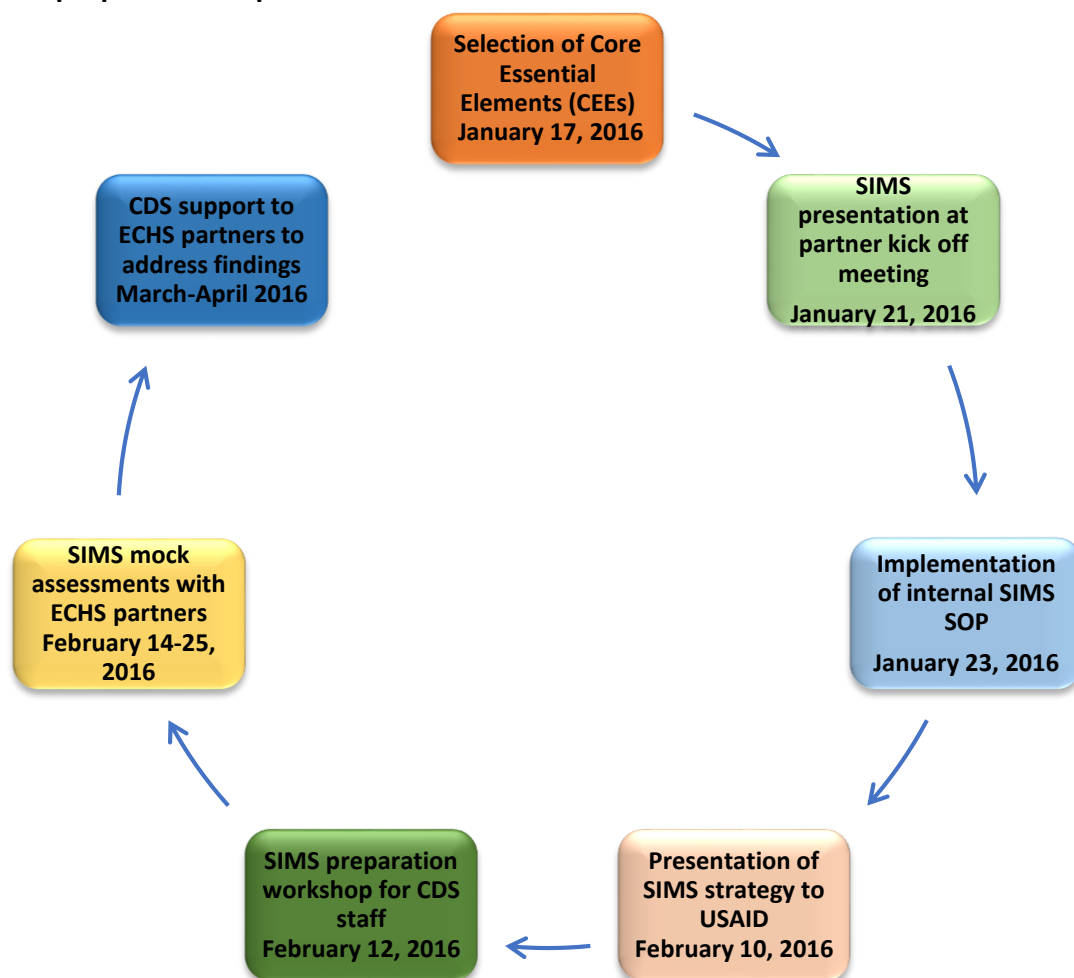 Selection of Core
Essential
Elements (CEEs)
January 17, 2016
SIMS
presentation at
partner kick off
meeting
January 21, 2016
Implementation
of internal SIMS
SOP
January 23, 2016
Presentation of
SIMS strategy to
USAID
February 10, 2016
SIMS preparation
workshop for CDS
staff
February 12, 2016
SIMS mock
assessments with
ECHS partners
February 14-25,
2016
CDS support to
ECHS partners to
address findings
March-April 2016